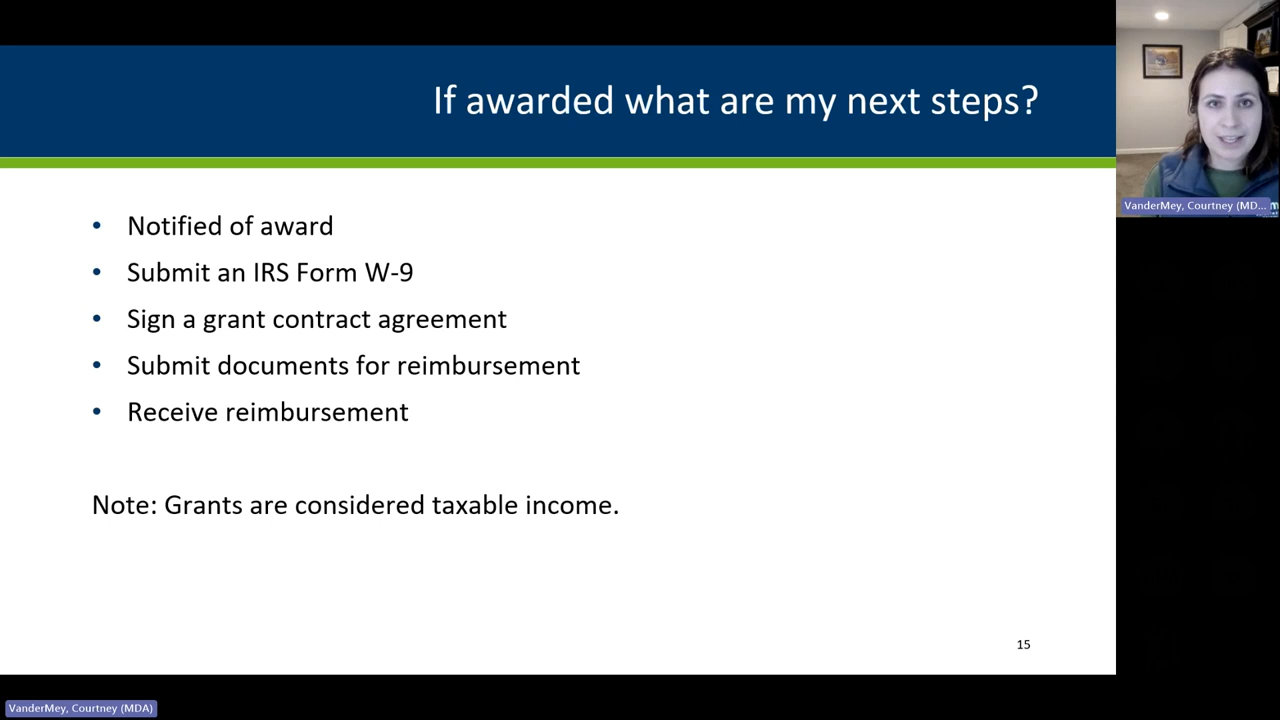 If awarded what are my next steps?
• Notified of award
• Submit an IRS Form W-9
• Sign a grant contract agreement
• Submit documents for reimbursement
• Receive reimbursement
Note: Grants are considered taxable income.
15
VanderMey, Courtney (MD...
VanderMey, Courtney (MDA)